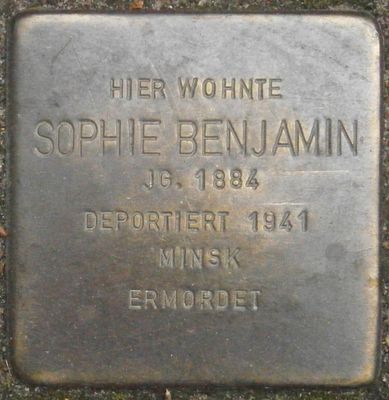 HIER WOHNTE
SOPHIE BENJAMIN
JG. 1884
DEPORTIERT 1941
MINSK
ERMORDET